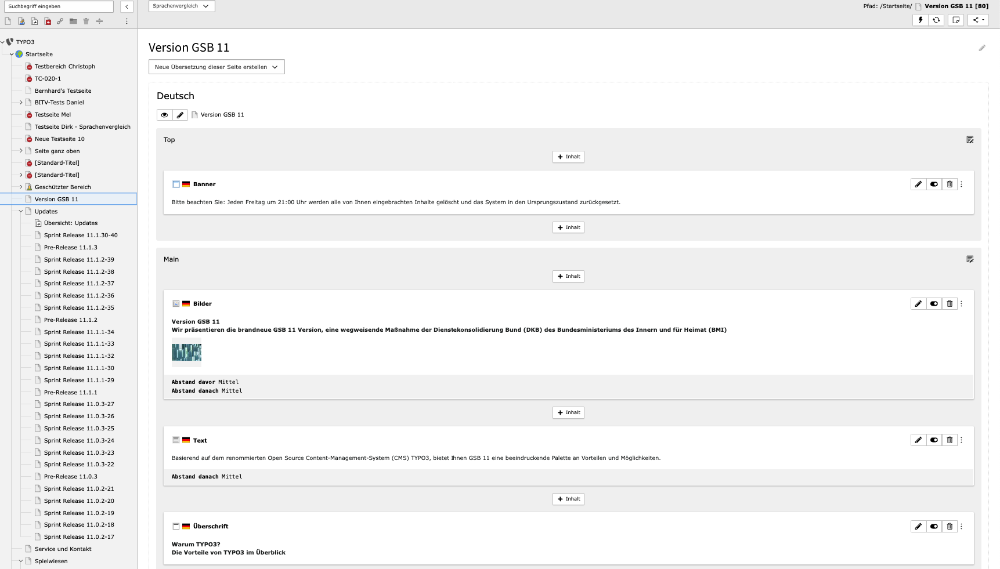 Suchbegriff eingeben
Sprachenvergleich
Pfad: /Startseite/ Version GSB 11 [80]
TYPO3
Startseite
Testbereich Christoph
TC-020-1
Bernhard's Testseite
BITV-Tests Daniel
Testseite Mel
Testseite Dirk - Sprachenvergleich
Neue Testseite 10
Seite ganz oben
[Standard-Titel]
[Standard-Titel]
Geschützter Bereich
Version GSB 11
Updates
Übersicht: Updates
Sprint Release 11.1.30-40
Pre-Release 11.1.3
Sprint Release 11.1.2-39
Sprint Release 11.1.2-38
Sprint Release 11.1.2-37
Sprint Release 11.1.2-36
Sprint Release 11.1.2-35
Pre-Release 11.1.2
Sprint Release 11.1.1-34
Sprint Release 11.1.1-33
Sprint Release 11.1.1-32
Sprint Release 11.1.1-30
Sprint Release 11.1.1-29
Pre-Release 11.1.1
Sprint Release 11.0.3-27
Sprint Release 11.0.3-26
Sprint Release 11.0.3-25
Sprint Release 11.0.3-24
Sprint Release 11.0.3-23
Sprint Release 11.0.3-22
Pre-Release 11.0.3
Sprint Release 11.0.2-21
Sprint Release 11.0.2-20
Sprint Release 11.0.2-19
Sprint Release 11.0.2-18
Sprint Release 11.0.2-17
Service und Kontakt
Spielwiesen
Version GSB 11
Neue Übersetzung dieser Seite erstellen
Deutsch
Version GSB 11
Top
+ Inhalt
Banner
Bitte beachten Sie: Jeden Freitag um 21:00 Uhr werden alle von Ihnen eingebrachten Inhalte gelöscht und das System in den Ursprungszustand zurückgesetzt.
+ Inhalt
Main
+ Inhalt
Bilder
Version GSB 11
Wir präsentieren die brandneue GSB 11 Version, eine wegweisende Maßnahme der Dienstekonsolidierung Bund (DKB) des Bundesministeriums des Innern und für Heimat (BMI)
Abstand davor Mittel
Abstand danach Mittel
+ Inhalt
Text
Basierend auf dem renommierten Open Source Content-Management-System (CMS) TYPO3, bietet Ihnen GSB 11 eine beeindruckende Palette an Vorteilen und Möglichkeiten.
Abstand danach Mittel
+ Inhalt
Überschrift
Warum TYPO3?
Die Vorteile von TYPO3 im Überblick